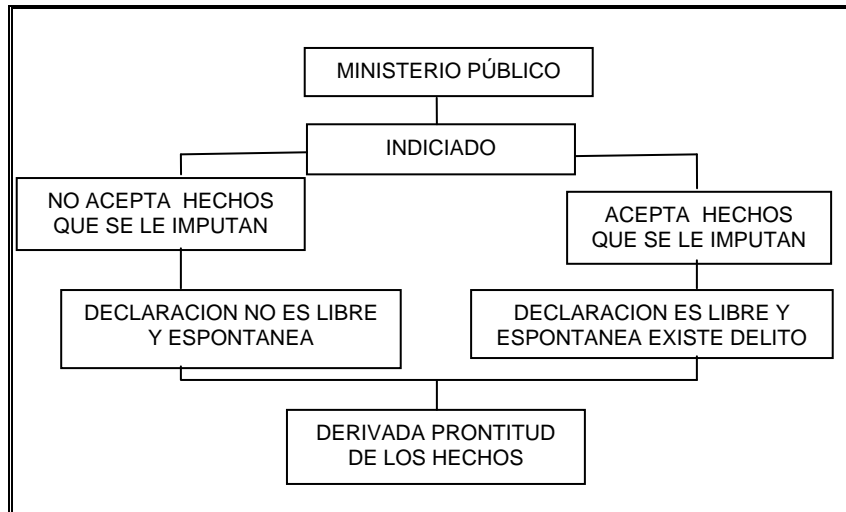 MINISTERIO PÚBLICO
INDICIADO
NO ACEPTA HECHOS
QUE SE LE IMPUTAN
ACEPTA HECHOS
QUE SE LE IMPUTAN
DECLARACION NO ES LIBRE
Y ESPONTANEA
DECLARACION ES LIBRE Y
ESPONTANEA EXISTE DELITO
DERIVADA PRONTITUD
DE LOS HECHOS